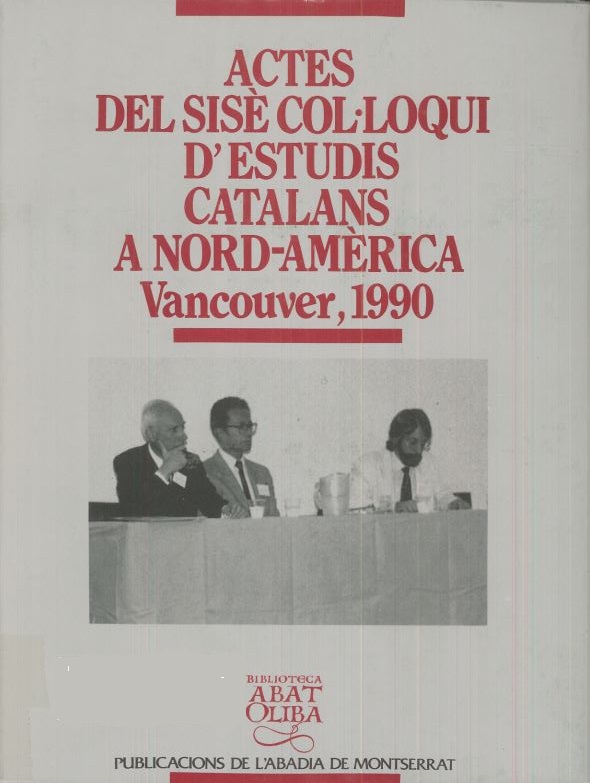 ACTES
DEL SISÈ COL·LOQUI
D'ESTUDIS
CATALANS
A NORD-AMÈRICA
Vancouver, 1990
BIBLIOTECA
ABAT
OLIBA
PUBLICACIONS DE L'ABADIA DE MONTSERRAT